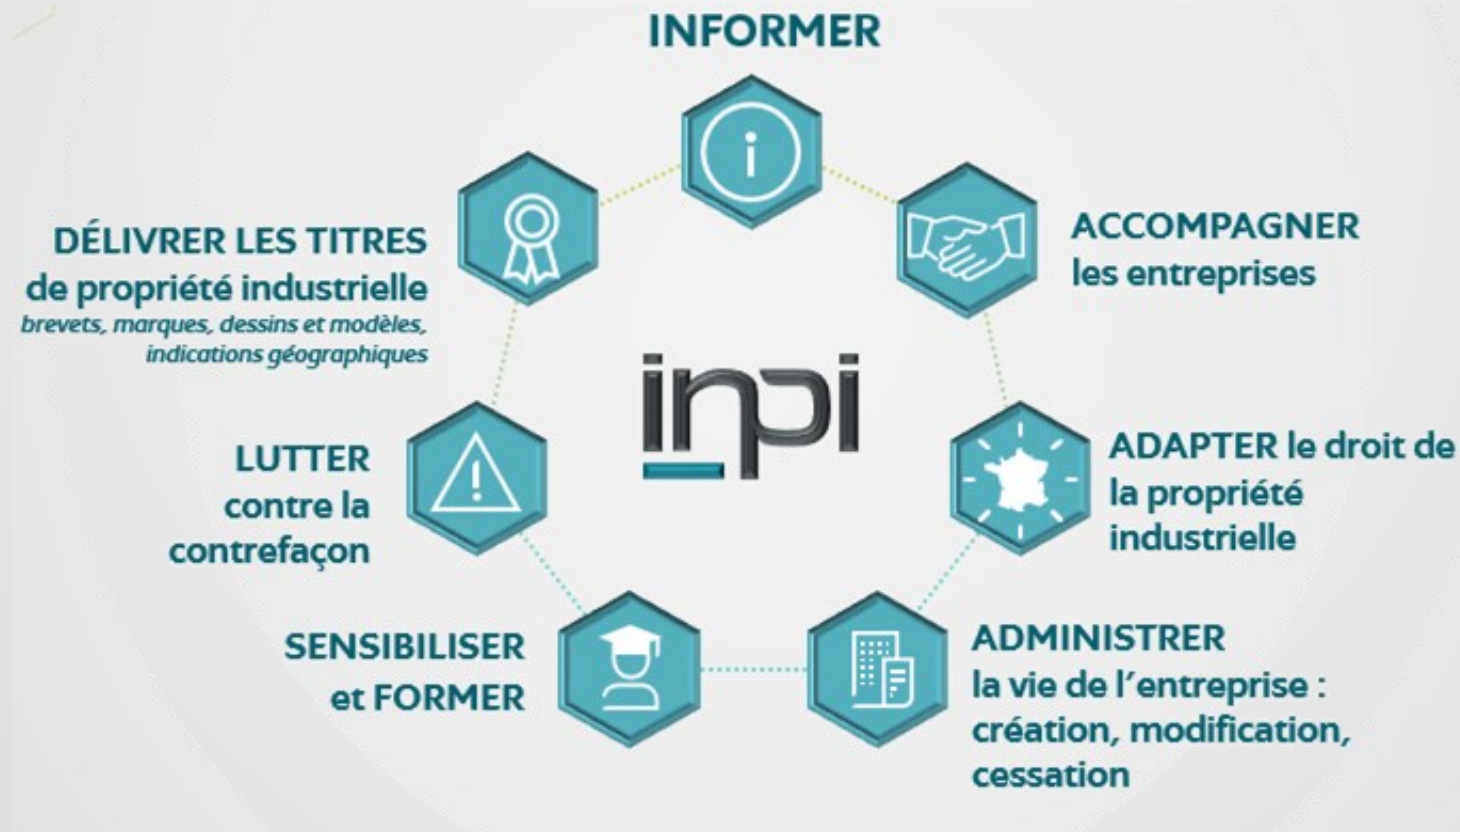 INFORMER
DÉLIVRER LES TITRES
de propriété industrielle
brevets, marques, dessins et modèles,
indications géographiques
ACCOMPAGNER
les entreprises
inpi
LUTTER
contre la
contrefaçon
ADAPTER le droit de
la propriété
industrielle
SENSIBILISER
et FORMER
ADMINISTRER
la vie de l'entreprise :
création, modification,
cessation